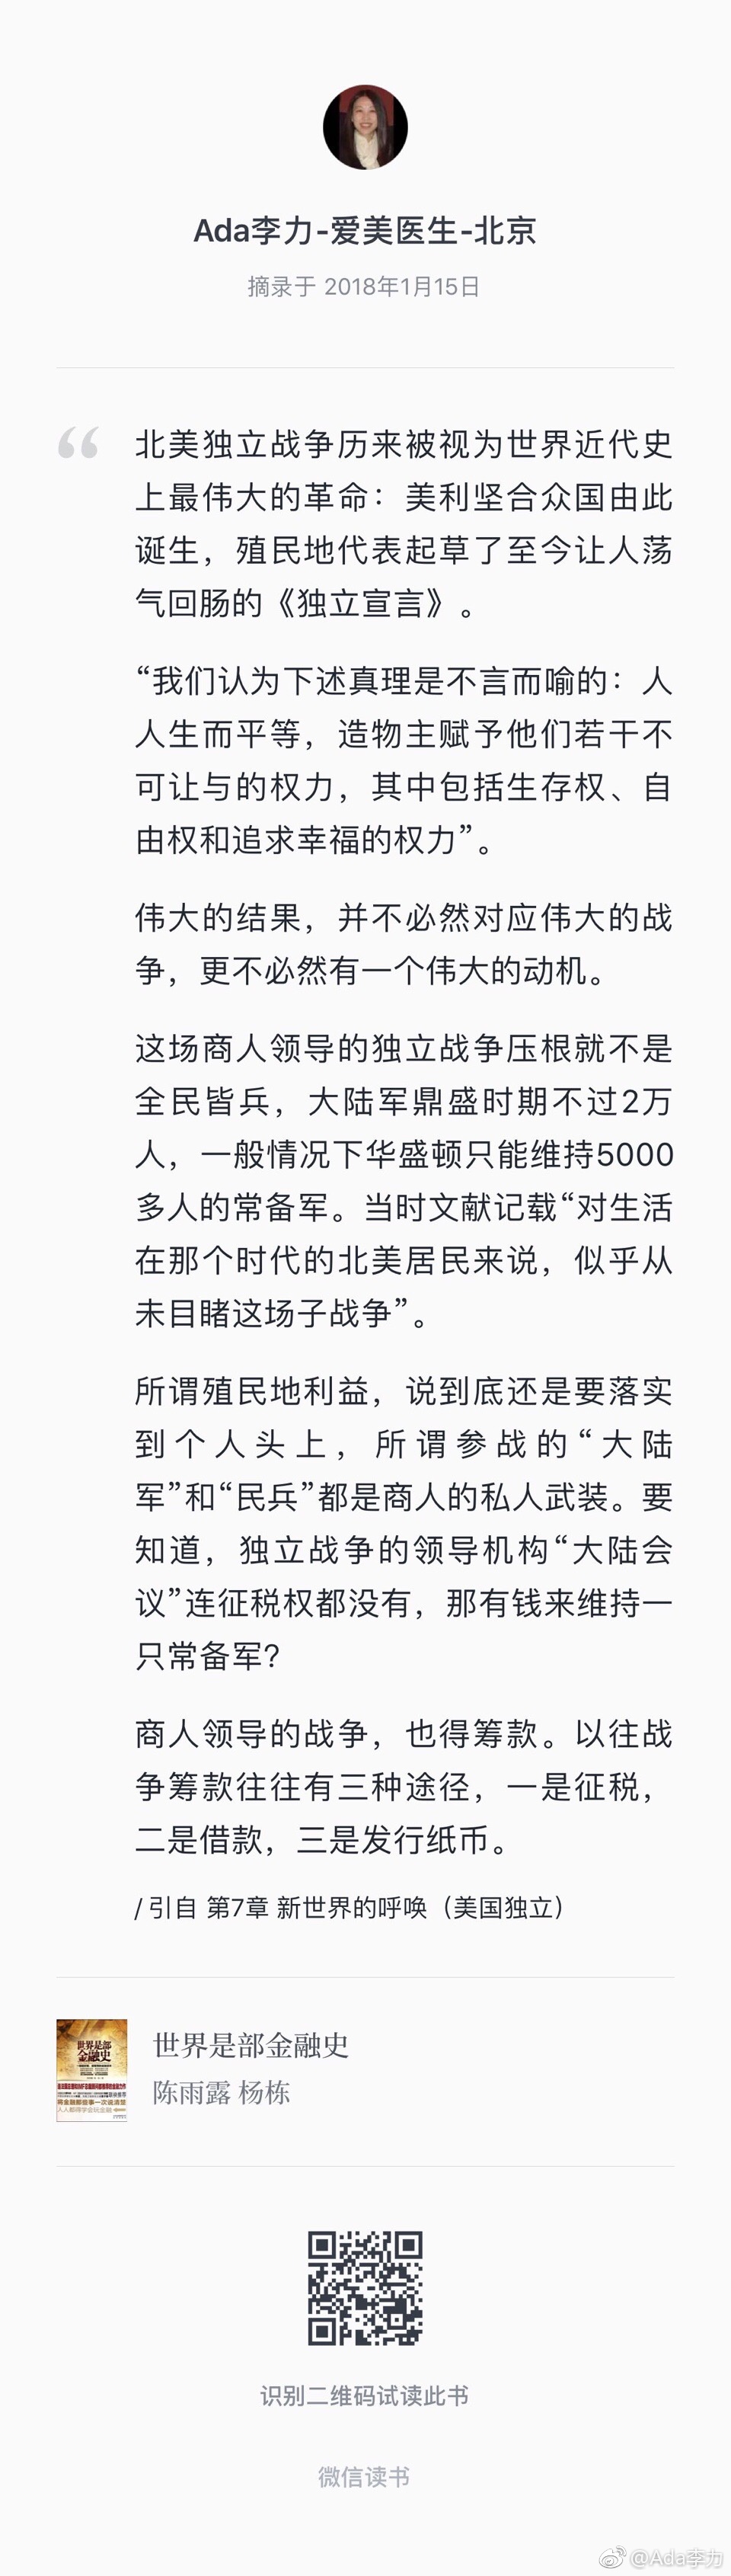 Ada李力-爱美医生-北京
摘录于 2018年1月15日
“
北美独立战争历来被视为世界近代史
上最伟大的革命：美利坚合众国由此
诞生，殖民地代表起草了至今让人荡
气回肠的《独立宣言》。
“我们认为下述真理是不言而喻的：人
人生而平等，造物主赋予他们若干不
可让与的权力，其中包括生存权、自
由权和追求幸福的权力”。
伟大的结果，并不必然对应伟大的战
争，更不必然有一个伟大的动机。
这场商人领导的独立战争压根就不是
全民皆兵，大陆军鼎盛时期不过2万
人，一般情况下华盛顿只能维持5000
多人的常备军。当时文献记载“对生活
在那个时代的北美居民来说，似乎从
未目睹这场子战争”。
所谓殖民地利益，说到底还是要落实
到个人头上，所谓参战的“大陆
军”和“民兵”都是商人的私人武装。要
知道，独立战争的领导机构“大陆会
议”连征税权都没有，那有钱来维持一
只常备军?
商人领导的战争，也得筹款。以往战
争筹款往往有三种途径，一是征税，
二是借款，三是发行纸币。
/ 引自 第7章 新世界的呼唤（美国独立）
世界是部
金融史
世界是部金融史
陈雨露 杨栋
识别二维码试读此书
微信读书
@Ada李力